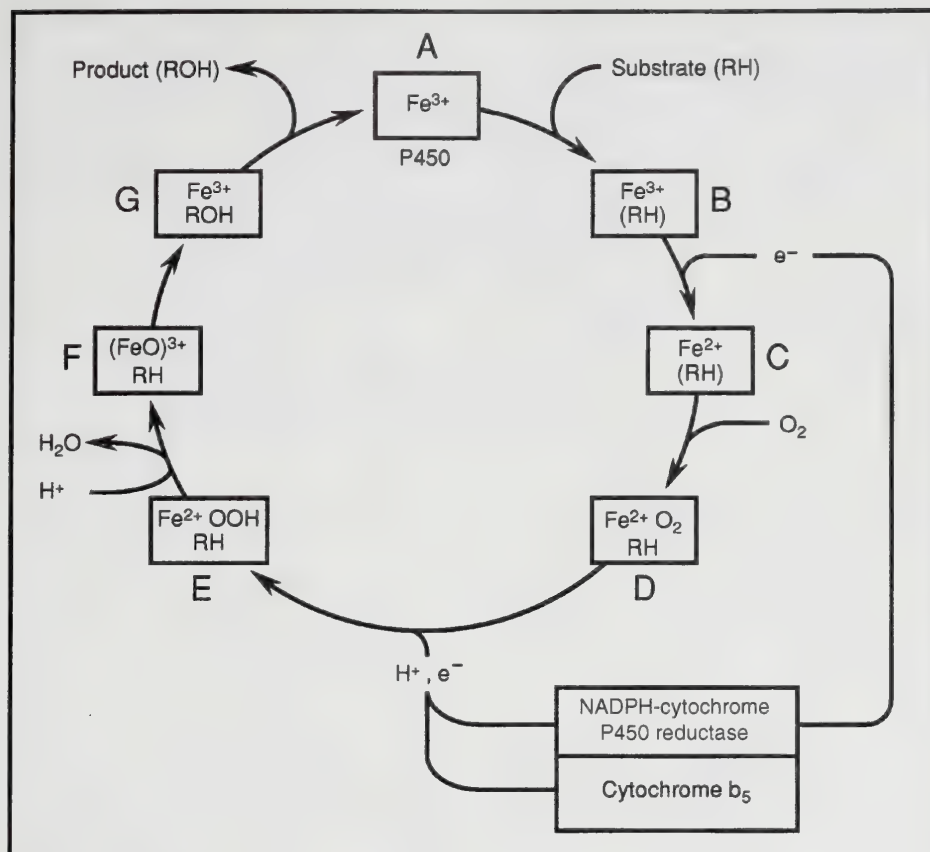 A
Product (ROH)
Substrate (RH)
Fe³⁺
P450
G
Fe³⁺
ROH
Fe³⁺
(RH)
B
e⁻
F
(FeO)³⁺
RH
Fe²⁺
(RH)
C
H₂O
H⁺
O₂
Fe²⁺ OOH
RH
E
Fe²⁺ O₂
RH
D
H⁺, e⁻
NADPH-cytochrome
P450 reductase
Cytochrome b₅